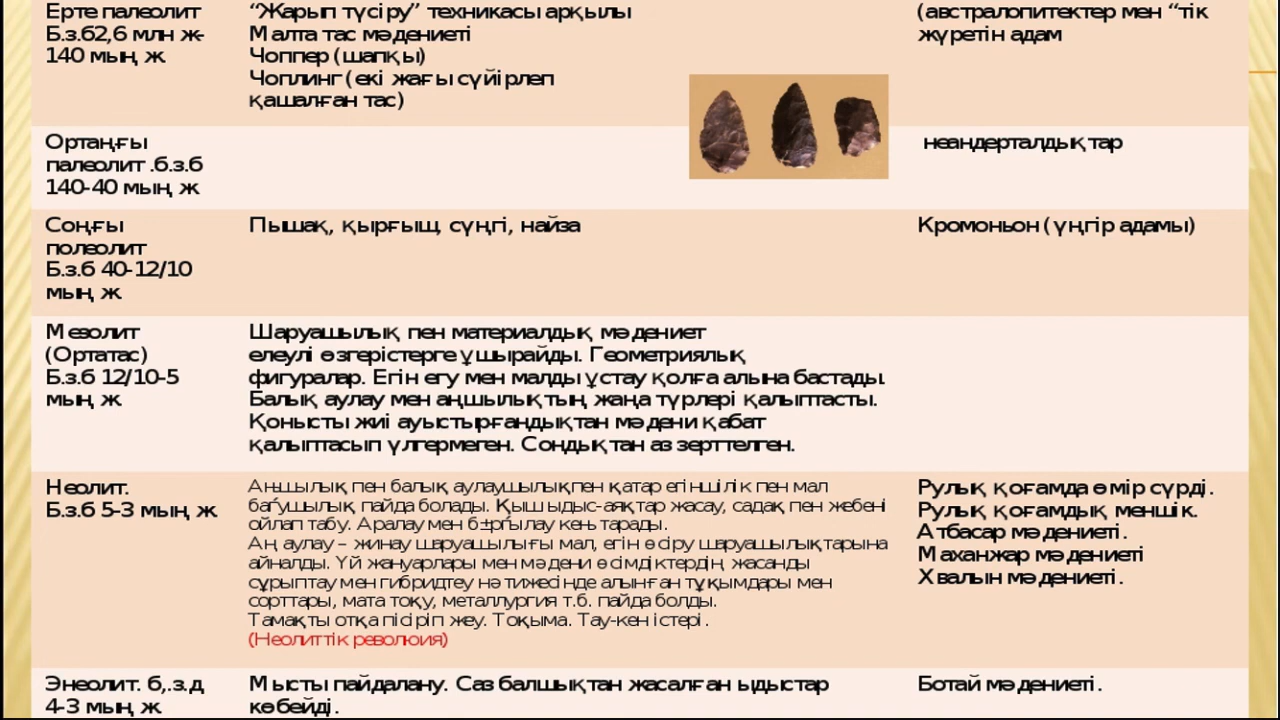 Ерте палеолит
Б.з.б2,6 млн ж-
140 мың ж
“Жарып түсіру” техникасы арқылы
Малта тас мәдениеті
Чоппер (шапқы)
Чоплинг (екі жағы сүйірлеп
қашалған тас)
(австралопитектер мен “тік
жүретін адам
Ортаңғы
палеолит .б.з.б
140-40 мың ж
неандерталдықтар
Соңғы
полеолит
Б.з.б 40-12/10
мың ж
Пышақ, қырғыщ, сүңгі, найза
Кромоньон (үңгір адамы)
Мезолит
(Ортатас)
Б.з.б 12/10-5
мың ж
Шаруашылық пен материалдық мәдениет
елеулі өзгерістерге ұшырайды. Геометриялық
фигуралар. Егін егу мен малды ұстау қолға алына бастады.
Балық аулау мен аңшылықтың жаңа түрлері қалыптасты.
Қонысты жиі ауыстырғандықтан мәдени қабат
қалыптасып үлгермеген. Сондықтан аз зерттелген.
Неолит.
Б.з.б 5-3 мың ж
Аңшылық пен балық аулаушылықпен қатар егіншілік пен мал
бағушылық пайда болады. Қыш ыдыс-аяқтар жасау, садақ пен жебені
ойлап табу. Аралау мен кең тарады.
Аң аулау – жинау шаруашылығы мал, егін өсіру шаруашылықтарына
айналды. Үй жануарлары мен мәдени өсімдіктердің жасанды
сұрыптау мен гибридтеу нәтижесінде алынған тұқымдары мен
сорттары, мата тоқу, металлургия т.б. пайда болды.
Тамақты отқа пісіріп жеу. Тоқыма. Тау-кен істері.
(Неолиттік революия)
Рулық қоғамда өмір сүрді.
Рулық қоғамдық меншік.
Атбасар мәдениеті.
Маханжар мәдениеті
Хвалын мәдениеті.
Энеолит. б,.з.д
4-3 мың ж
Мысты пайдалану. Саз балшықтан жасалған ыдыстар
көбейді.
Ботай мәдениеті.